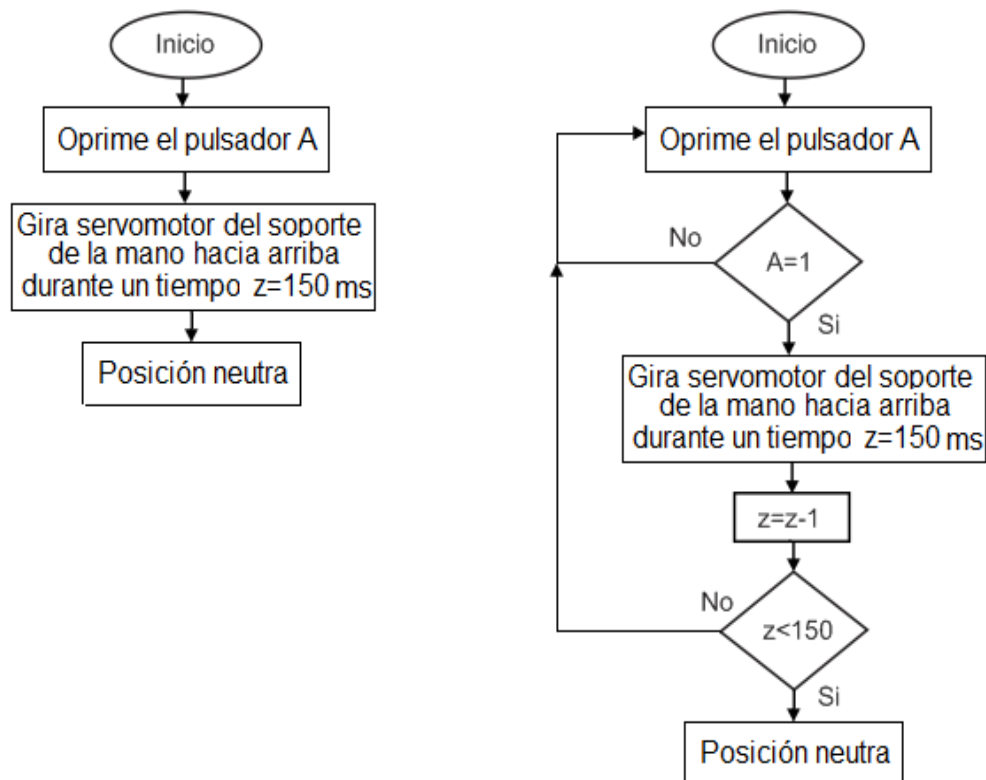 Inicio
Oprime el pulsador A
Gira servomotor del soporte
de la mano hacia arriba
durante un tiempo z=150 ms
Posición neutra
Inicio
Oprime el pulsador A
No
A=1
Si
Gira servomotor del soporte
de la mano hacia arriba
durante un tiempo z=150 ms
z=z-1
No
z<150
Si
Posición neutra